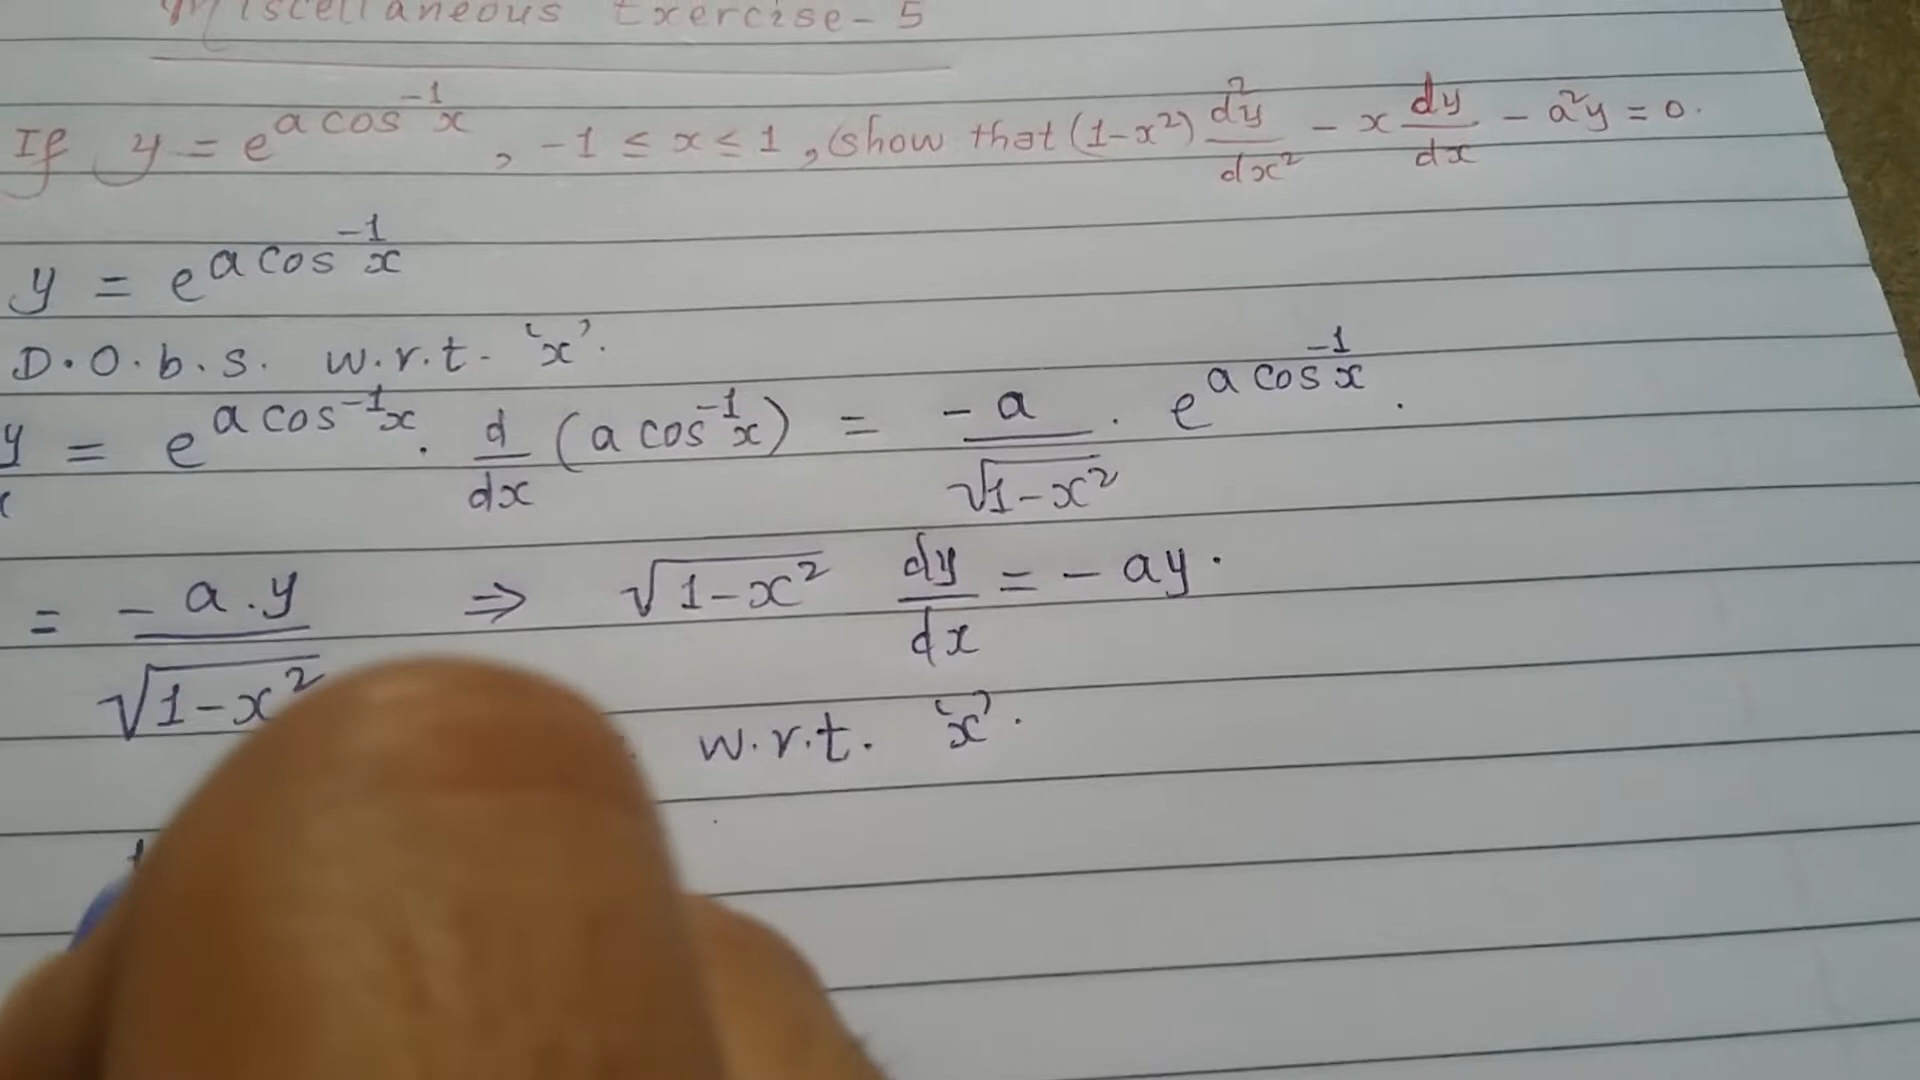 Miscellaneous Exercise-5
If y = e^{a cos^{-1}x}, -1 ≤ x ≤ 1, show that (1-x²) d²y/dx² - x dy/dx - a²y = 0.
y = e^{a cos^{-1}x}
D.O.b.s. w.r.t. 'x'.
y = e^{a cos^{-1}x} . d/dx (a cos^{-1}x) = -a/√(1-x²) . e^{a cos^{-1}x} .
= -a.y/√(1-x²) ⇒ √(1-x²) dy/dx = -ay.
w.r.t. 'x'.